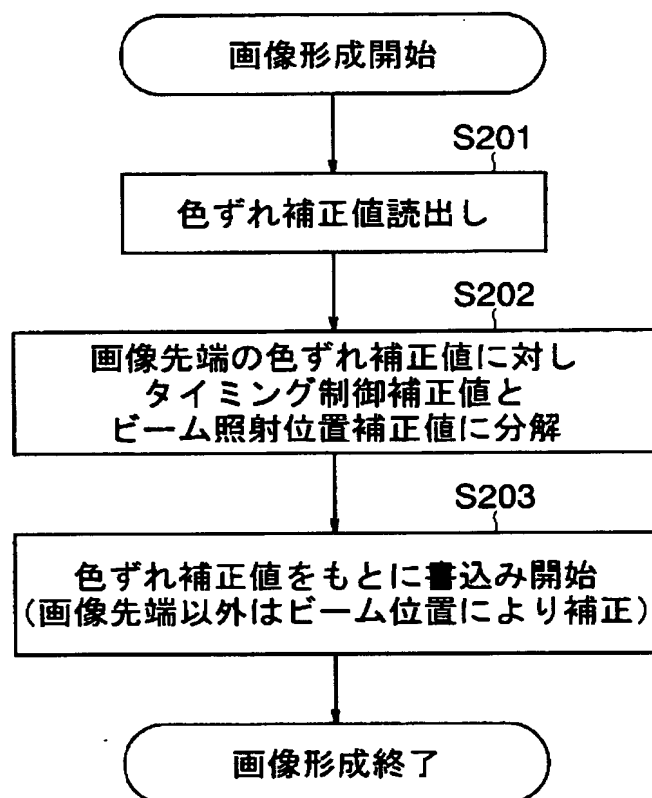 画像形成開始
S201
色ずれ補正値読出し
S202
画像先端の色ずれ補正値に対し
タイミング制御補正値と
ビーム照射位置補正値に分解
S203
色ずれ補正値をもとに書込み開始
(画像先端以外はビーム位置により補正)
画像形成終了